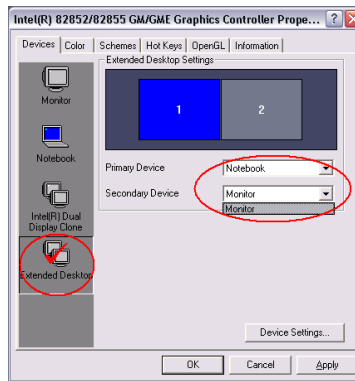 Intel(R) 82852/82855 GM/GME Graphics Controller Prope...
Devices
Color
Schemes
Hot Keys
OpenGL
Information
Extended Desktop Settings
Monitor
1
2
Notebook
Primary Device
Notebook
Secondary Device
Monitor
Monitor
Intel(R) Dual
Display Clone
Extended Desktop
Device Settings...
OK
Cancel
Apply